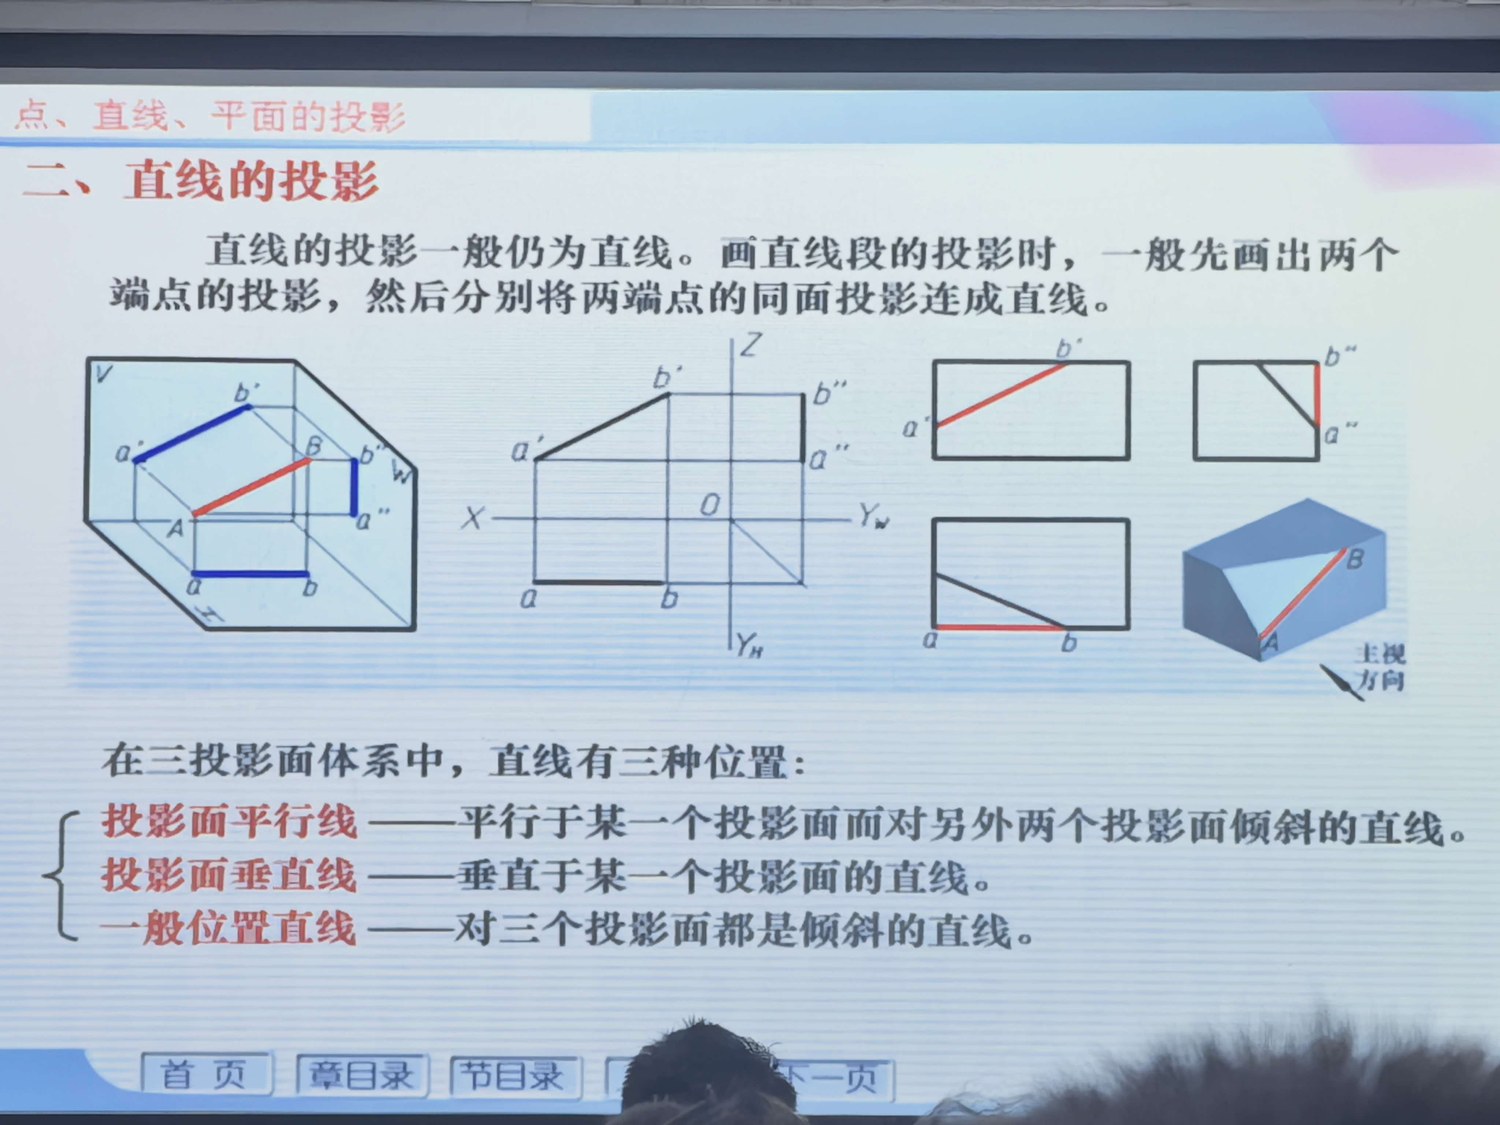 点、直线、平面的投影
二、直线的投影
直线的投影一般仍为直线。画直线段的投影时，一般先画出两个
端点的投影，然后分别将两端点的同面投影连成直线。
V
b'
a'
B
b"
W
A
a"
a
b
H
Z
b'
b"
a'
a"
X
O
Yw
a
b
YH
b'
a'
b"
a"
a
b
B
A
主视
方向
在三投影面体系中，直线有三种位置：
投影面平行线——平行于某一个投影面而对另外两个投影面倾斜的直线。
投影面垂直线——垂直于某一个投影面的直线。
一般位置直线——对三个投影面都是倾斜的直线。
首页
章目录
节目录
下一页